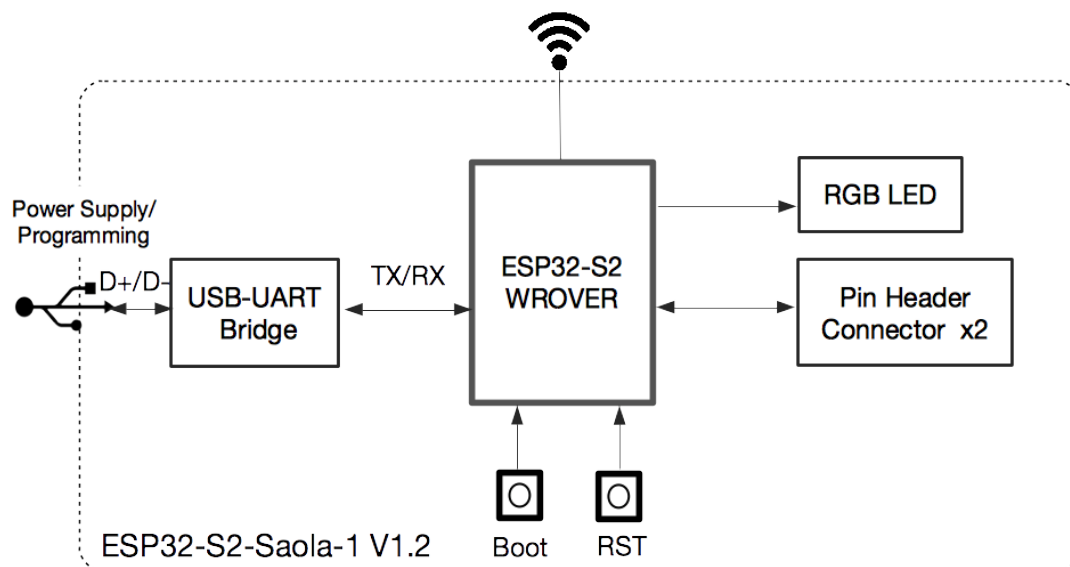 Power Supply/
Programming
D+/D-
USB-UART
Bridge
TX/RX
ESP32-S2
WROVER
RGB LED
Pin Header
Connector x2
Boot
RST
ESP32-S2-Saola-1 V1.2